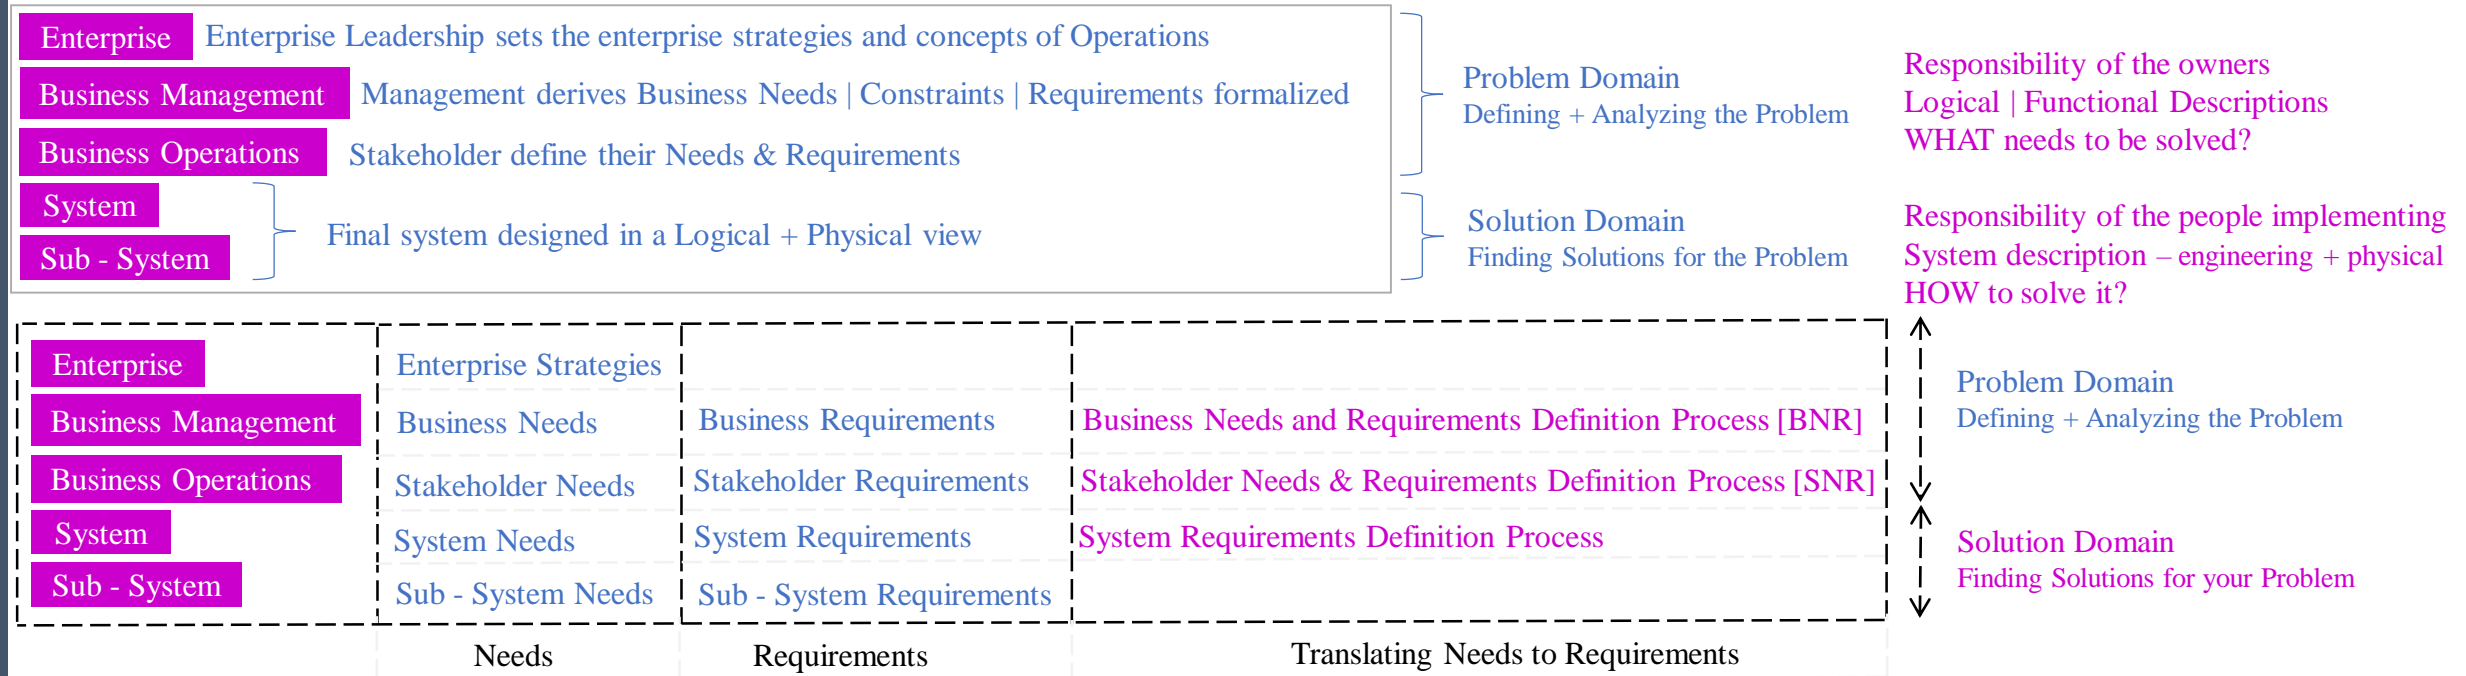 Enterprise Enterprise Leadership sets the enterprise strategies and concepts of Operations
Business Management Management derives Business Needs | Constraints | Requirements formalized
Business Operations Stakeholder define their Needs & Requirements
System
Sub - System
Final system designed in a Logical + Physical view
Problem Domain
Defining + Analyzing the Problem
Solution Domain
Finding Solutions for the Problem
Responsibility of the owners
Logical | Functional Descriptions
WHAT needs to be solved?
Responsibility of the people implementing
System description – engineering + physical
HOW to solve it?
Enterprise Enterprise Strategies
Business Management Business Needs Business Requirements Business Needs and Requirements Definition Process [BNR]
Business Operations Stakeholder Needs Stakeholder Requirements Stakeholder Needs & Requirements Definition Process [SNR]
System System Needs System Requirements System Requirements Definition Process
Sub - System Sub - System Needs Sub - System Requirements
Needs Requirements Translating Needs to Requirements
Problem Domain
Defining + Analyzing the Problem
Solution Domain
Finding Solutions for your Problem